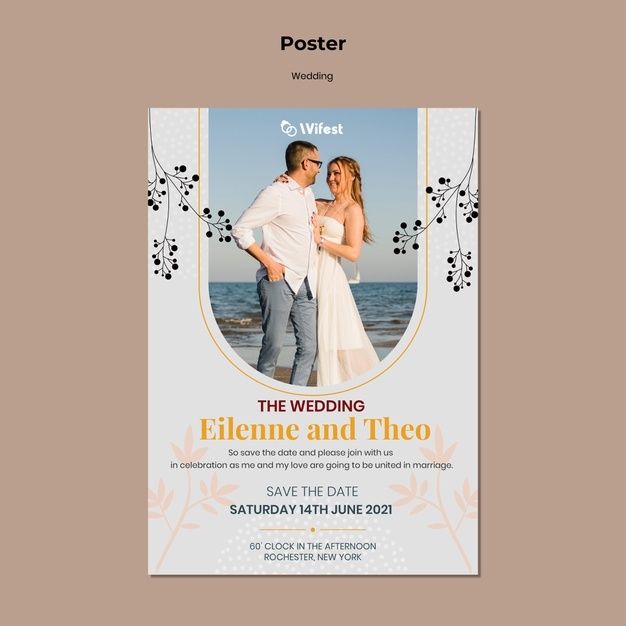 Poster
Wedding
Wifest
THE WEDDING
Eilenne and Theo
So save the date and please join with us
in celebration as me and my love are going to be united in marriage.
SAVE THE DATE
SATURDAY 14TH JUNE 2021
60' CLOCK IN THE AFTERNOON
ROCHESTER, NEW YORK